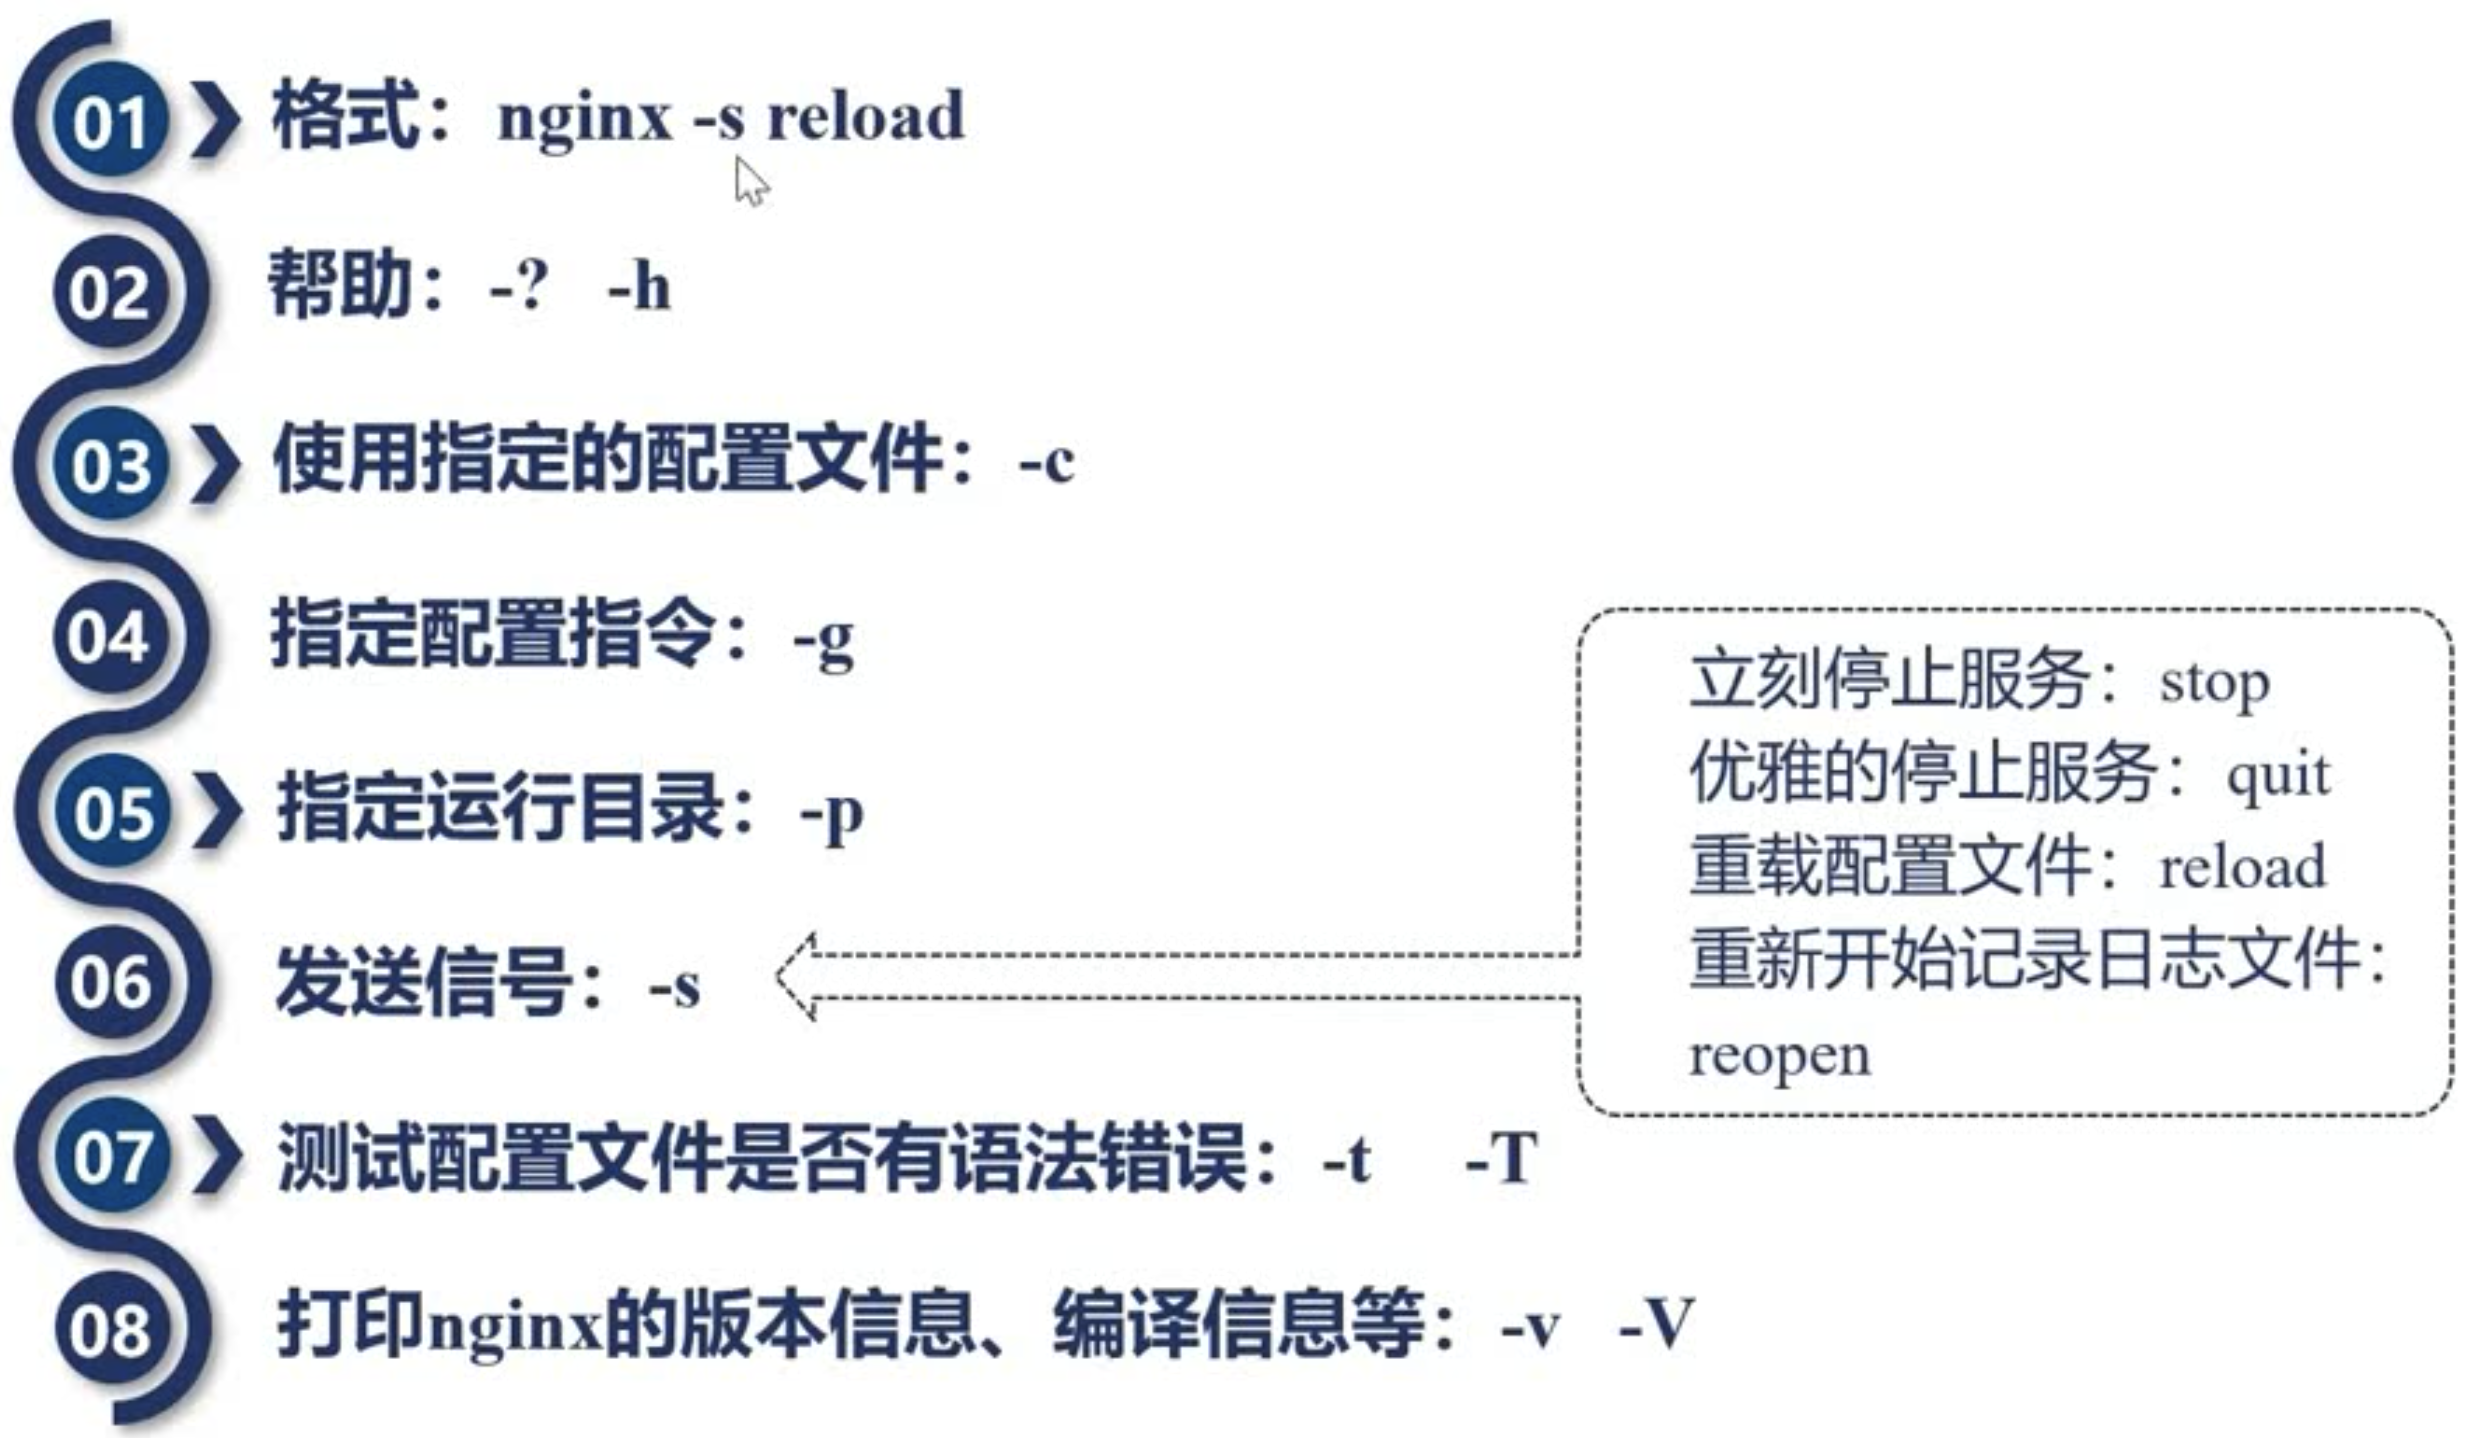 01 格式：nginx -s reload
02 帮助：-? -h
03 使用指定的配置文件：-c
04 指定配置指令：-g
05 指定运行目录：-p
06 发送信号：-s
立刻停止服务：stop
优雅的停止服务：quit
重载配置文件：reload
重新开始记录日志文件：
reopen
07 测试配置文件是否有语法错误：-t -T
08 打印nginx的版本信息、编译信息等：-v -V